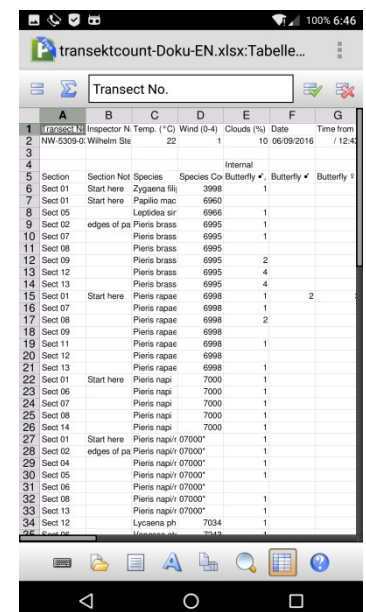 100% 6:46
transektcount-Doku-EN.xlsx:Tabelle...
Transect No.
A B C D E F G
1 Transect No Inspector N Temp. (°C) Wind (0-4) Clouds (%) Date Time from
2 NW-5309-0 Wilhelm Ste 22 1 10 06/09/2016 / 12:4
3
4 Internal
5 Section Section Not Species Species Co Butterfly Butterfly Butterfly
6 Sect 01 Start here Zygaena fili 3998 1
7 Sect 01 Start here Papilio mac 6960
8 Sect 05 Leptidea sir 6966 1
9 Sect 02 edges of pa Pieris brass 6995 1
10 Sect 07 Pieris brass 6995 1
11 Sect 08 Pieris brass 6995
12 Sect 09 Pieris brass 6995 2
13 Sect 12 Pieris brass 6995 4
14 Sect 13 Pieris brass 6995 4
15 Sect 01 Start here Pieris rapae 6998 1 2
16 Sect 07 Pieris rapae 6998 1
17 Sect 08 Pieris rapae 6998 2
18 Sect 09 Pieris rapae 6998
19 Sect 11 Pieris rapae 6998 1
20 Sect 12 Pieris rapae 6998
21 Sect 13 Pieris rapae 6998 1
22 Sect 01 Start here Pieris napi 7000 1
23 Sect 06 Pieris napi 7000 1
24 Sect 07 Pieris napi 7000 1
25 Sect 08 Pieris napi 7000 1
26 Sect 14 Pieris napi 7000 1
27 Sect 01 Start here Pieris napi/r 07000* 1
28 Sect 02 edges of pa Pieris napi/r 07000* 1
29 Sect 04 Pieris napi/r 07000* 1
30 Sect 05 Pieris napi/r 07000* 1
31 Sect 06 Pieris napi/r 07000*
32 Sect 08 Pieris napi/r 07000* 1
33 Sect 13 Pieris napi/r 07000* 1
34 Sect 12 Lycaena ph 7034 1